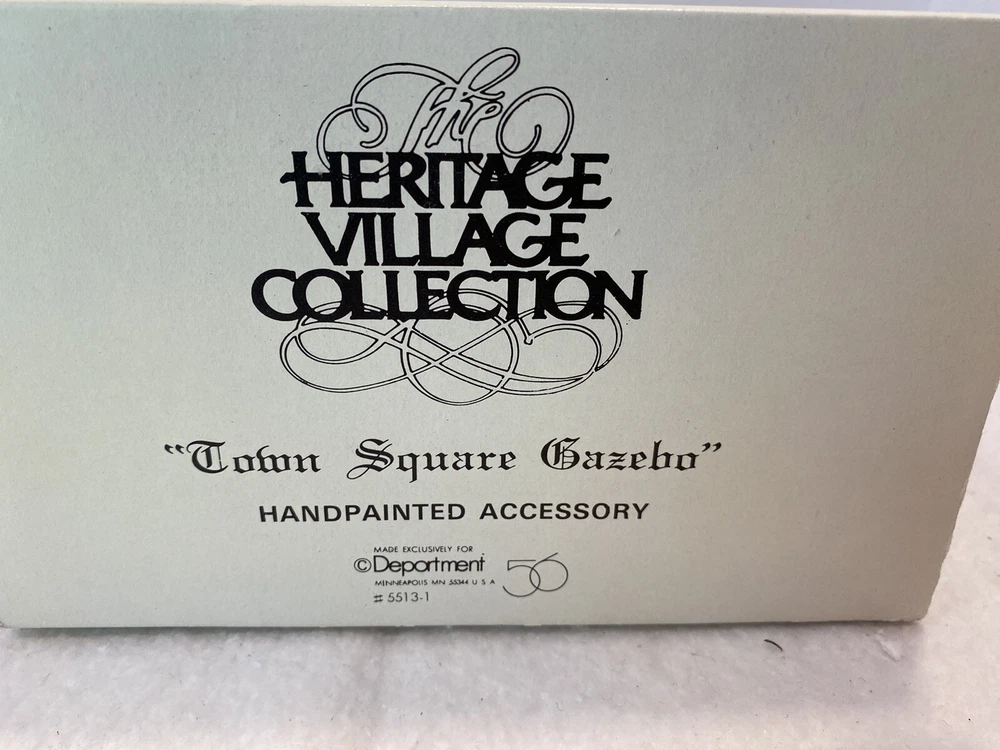 The
HERITAGE
VILLAGE
COLLECTION
“Town Square Gazebo”
HANDPAINTED ACCESSORY
MADE EXCLUSIVELY FOR
©Department 56
MINNEAPOLIS MN 55344 U S A
# 5513-1